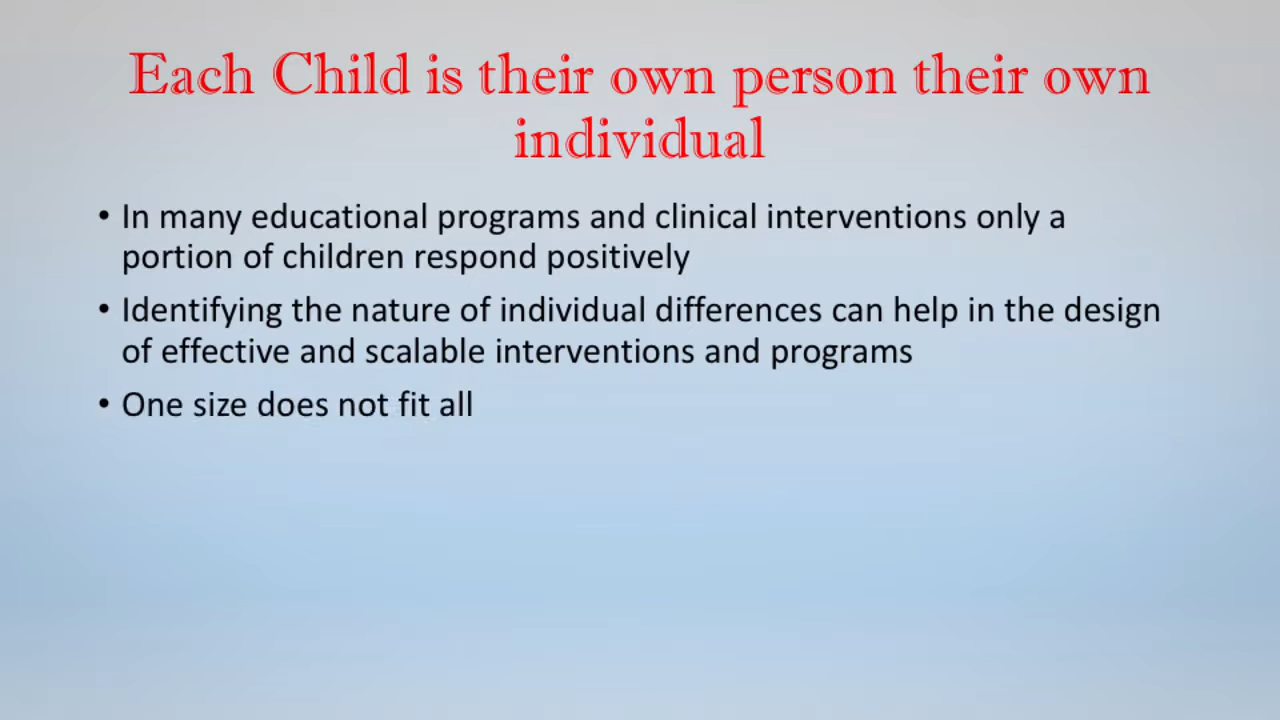 Each Child is their own person their own
individual
• In many educational programs and clinical interventions only a
portion of children respond positively
• Identifying the nature of individual differences can help in the design
of effective and scalable interventions and programs
• One size does not fit all